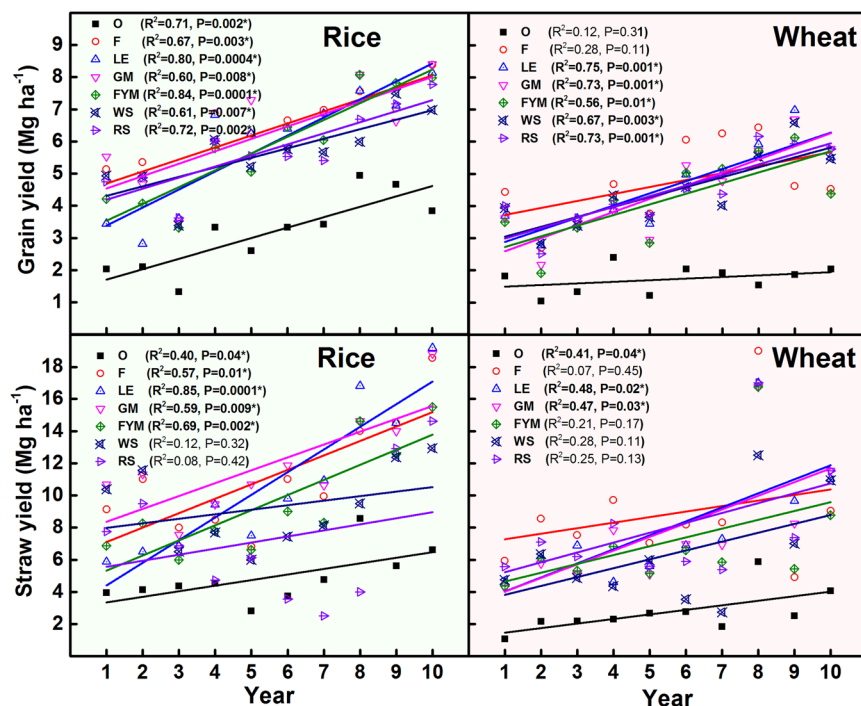 Rice
O (R²=0.71, P=0.002*)
F (R²=0.67, P=0.003*)
LE (R²=0.80, P=0.0004*)
GM (R²=0.60, P=0.008*)
FYM (R²=0.84, P=0.0001*)
WS (R²=0.61, P=0.007*)
RS (R²=0.72, P=0.002*)
Grain yield (Mg ha⁻¹)
9
8
7
6
5
4
3
2
1
Wheat
O (R²=0.12, P=0.31)
F (R²=0.28, P=0.11)
LE (R²=0.75, P=0.001*)
GM (R²=0.73, P=0.001*)
FYM (R²=0.56, P=0.01*)
WS (R²=0.67, P=0.003*)
RS (R²=0.73, P=0.001*)
Rice
O (R²=0.40, P=0.04*)
F (R²=0.57, P=0.01*)
LE (R²=0.85, P=0.0001*)
GM (R²=0.59, P=0.009*)
FYM (R²=0.69, P=0.002*)
WS (R²=0.12, P=0.32)
RS (R²=0.08, P=0.42)
Straw yield (Mg ha⁻¹)
18
16
14
12
10
8
6
4
2
1 2 3 4 5 6 7 8 9 10
Year
Wheat
O (R²=0.41, P=0.04*)
F (R²=0.07, P=0.45)
LE (R²=0.48, P=0.02*)
GM (R²=0.47, P=0.03*)
FYM (R²=0.21, P=0.17)
WS (R²=0.28, P=0.11)
RS (R²=0.25, P=0.13)
1 2 3 4 5 6 7 8 9 10
Year